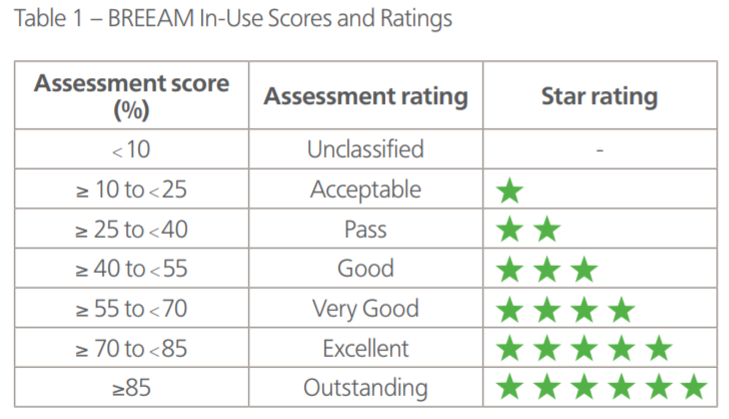 Table 1 – BREEAM In-Use Scores and Ratings
Assessment score (%) Assessment rating Star rating
<10 Unclassified -
≥ 10 to <25 Acceptable ★
≥ 25 to <40 Pass ★ ★
≥ 40 to <55 Good ★ ★ ★
≥ 55 to <70 Very Good ★ ★ ★ ★
≥ 70 to <85 Excellent ★ ★ ★ ★ ★
≥85 Outstanding ★ ★ ★ ★ ★ ★